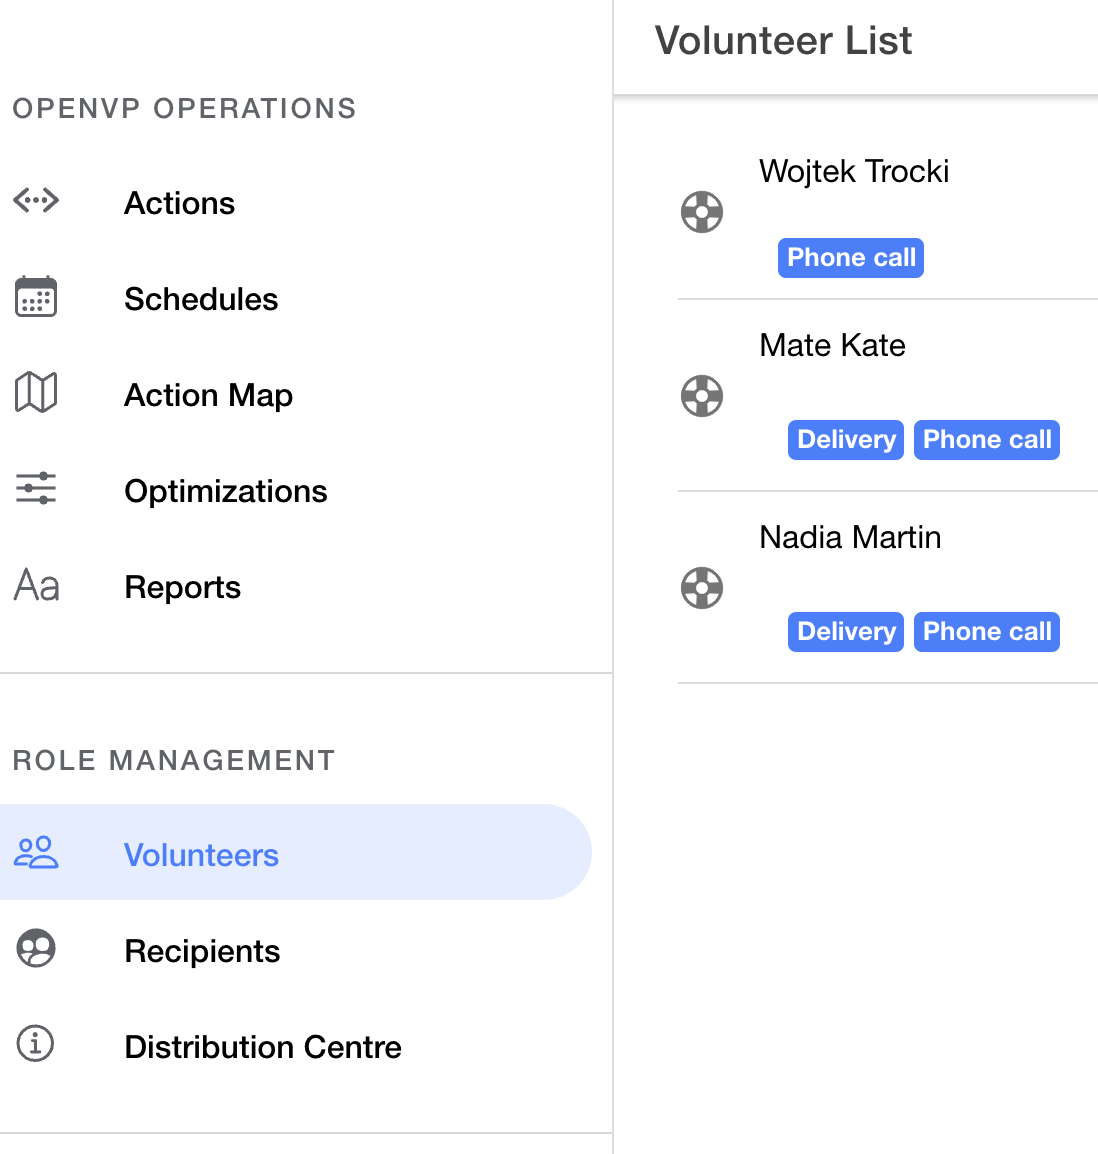 OPENVP OPERATIONS
Actions
Schedules
Action Map
Optimizations
Aa Reports
ROLE MANAGEMENT
Volunteers
Recipients
Distribution Centre
Volunteer List
Wojtek Trocki
Phone call
Mate Kate
Delivery Phone call
Nadia Martin
Delivery Phone call